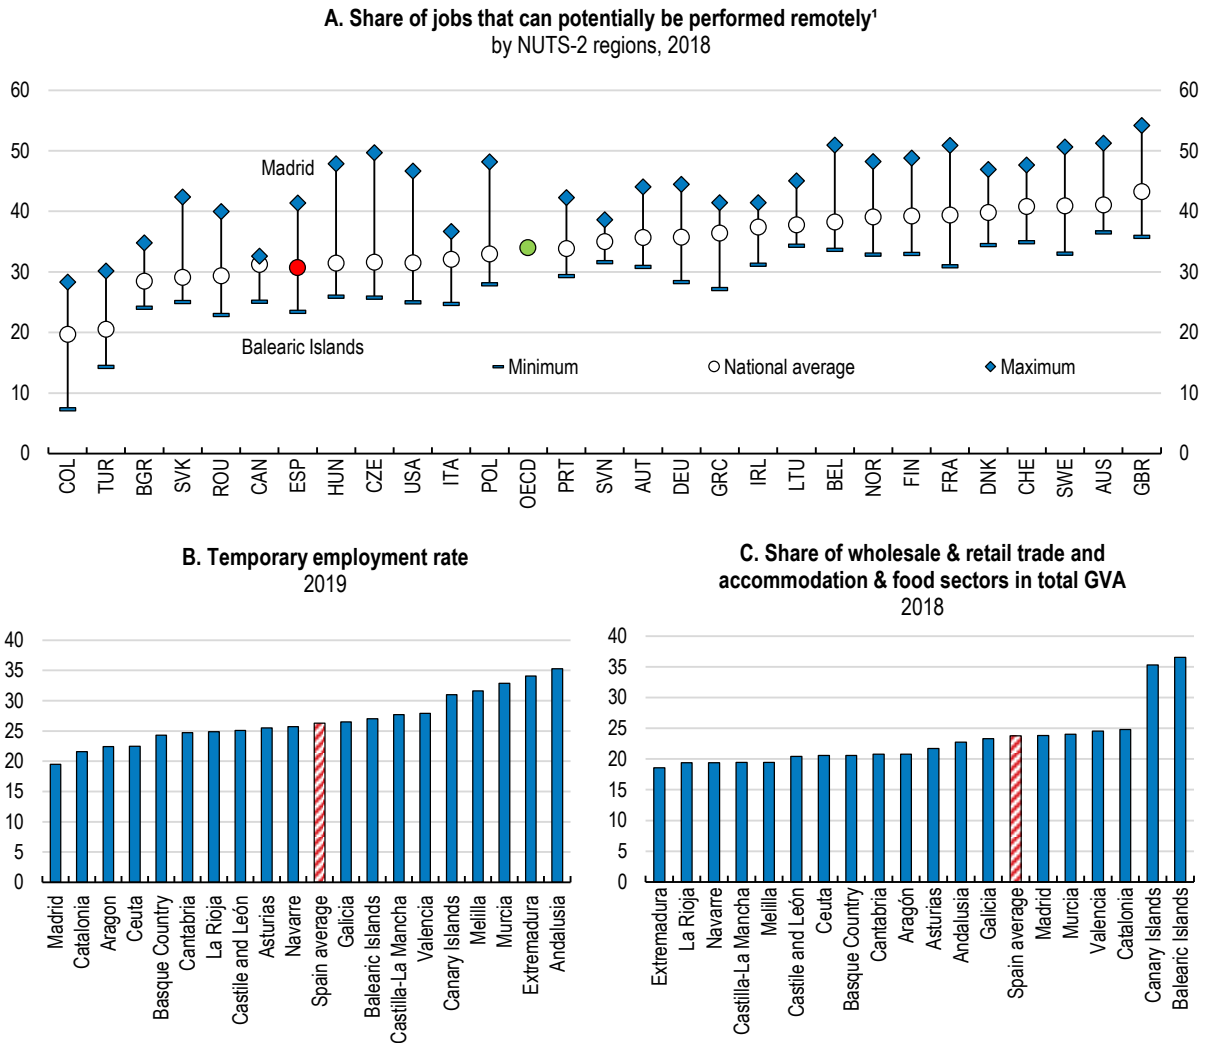 A. Share of jobs that can potentially be performed remotely¹
by NUTS-2 regions, 2018
60 60
50 50
40 40
30 30
20 20
10 10
0 0
Madrid
Balearic Islands
Minimum National average Maximum
COL TUR BGR SVK ROU CAN ESP HUN CZE USA ITA POL OECD PRT SVN AUT DEU GRC IRL LTU BEL NOR FIN FRA DNK CHE SWE AUS GBR
B. Temporary employment rate
2019
40
35
30
25
20
15
10
5
0
Madrid
Catalonia
Aragon
Ceuta
Basque Country
Cantabria
La Rioja
Castile and León
Asturias
Navarre
Spain average
Galicia
Balearic Islands
Castilla-La Mancha
Valencia
Canary Islands
Melilla
Murcia
Extremadura
Andalusia
C. Share of wholesale & retail trade and
accommodation & food sectors in total GVA
2018
40
35
30
25
20
15
10
5
0
Extremadura
La Rioja
Navarre
Castilla-La Mancha
Melilla
Castile and León
Ceuta
Basque Country
Cantabria
Aragón
Asturias
Andalusia
Galicia
Spain average
Madrid
Murcia
Valencia
Catalonia
Canary Islands
Balearic Islands